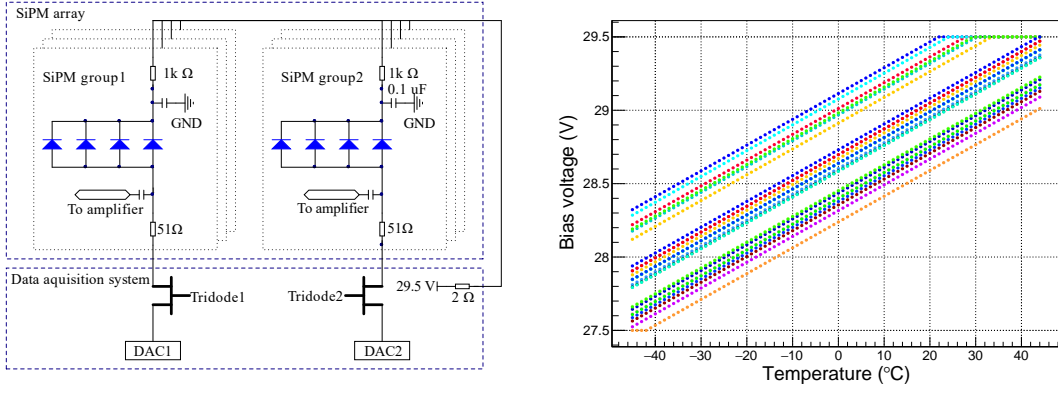 SiPM array
SiPM group1
1k Ω
GND
To amplifier
51Ω
SiPM group2
1k Ω
0.1 uF
GND
To amplifier
51Ω
Data aquisition system
Tridode1
Tridode2
29.5 V
2 Ω
DAC1
DAC2
Bias voltage (V)
29.5
29
28.5
28
27.5
−40 −30 −20 −10 0 10 20 30 40
Temperature (°C)